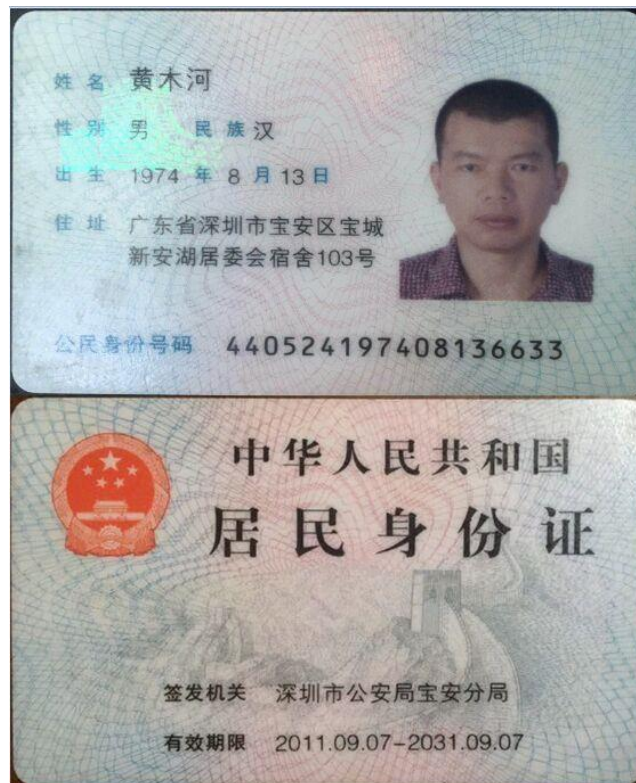 姓名 黄木河
性别 男 民族 汉
出生 1974 年 8 月 13 日
住址 广东省深圳市宝安区宝城
新安湖居委会宿舍103号
公民身份号码 440524197408136633
中华人民共和国
居民身份证
签发机关 深圳市公安局宝安分局
有效期限 2011.09.07-2031.09.07